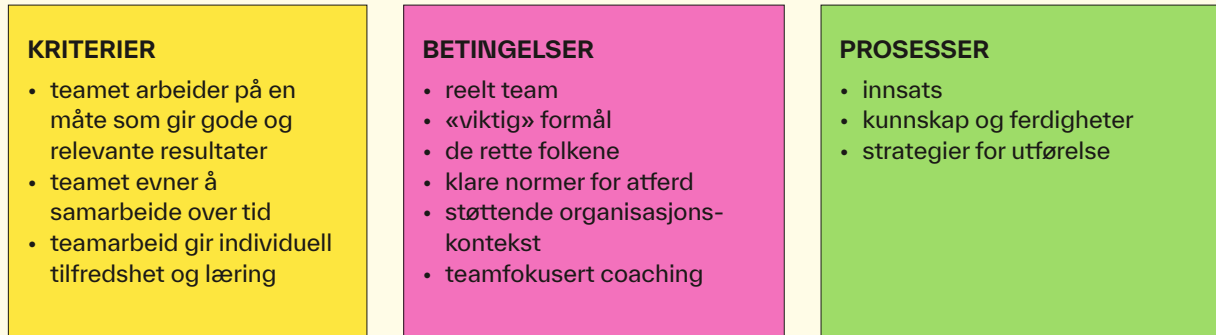 KRITERIER
• teamet arbeider på en
måte som gir gode og
relevante resultater
• teamet evner å
samarbeide over tid
• teamarbeid gir individuell
tilfredshet og læring
BETINGELSER
• reelt team
• «viktig» formål
• de rette folkene
• klare normer for atferd
• støttende organisasjons-
kontekst
• teamfokusert coaching
PROSESSER
• innsats
• kunnskap og ferdigheter
• strategier for utførelse